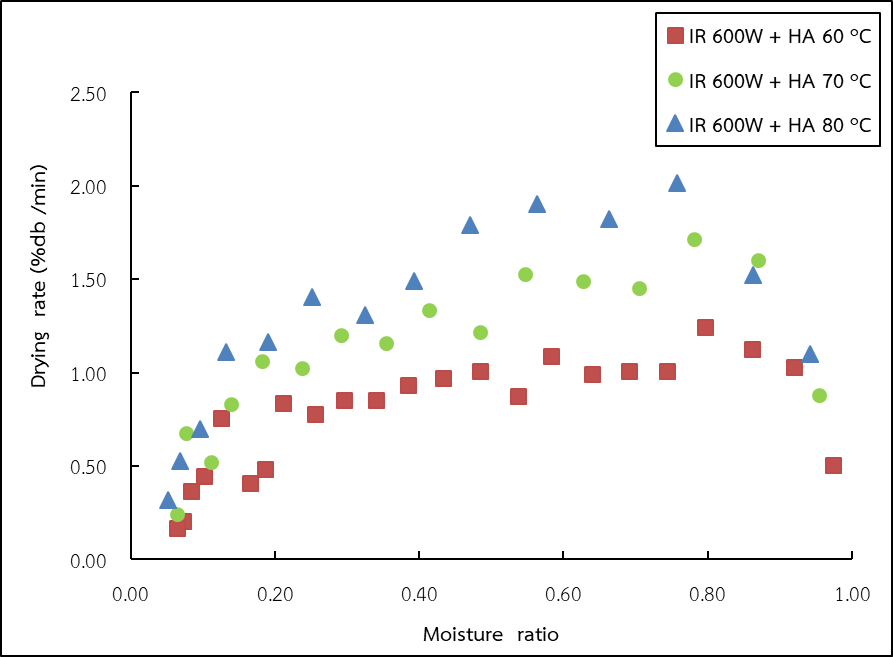 IR 600W + HA 60 °C
IR 600W + HA 70 °C
IR 600W + HA 80 °C
2.50
2.00
1.50
1.00
0.50
0.00
Drying rate (%db /min)
0.00 0.20 0.40 0.60 0.80 1.00
Moisture ratio